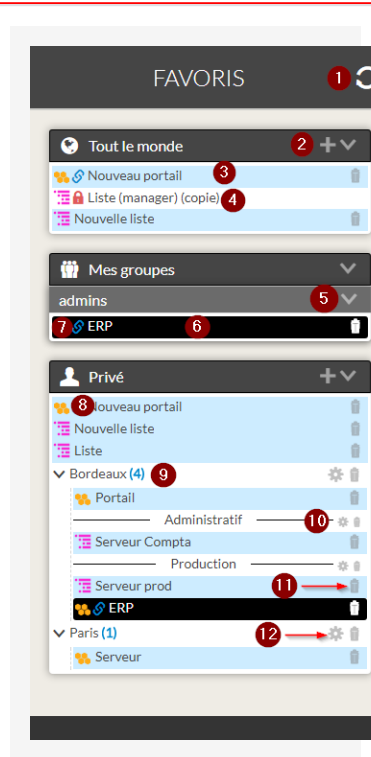 FAVORIS 1
Tout le monde 2
Nouveau portail 3
Liste (manager) (copie) 4
Nouvelle liste
Mes groupes
admins 5
7 ERP 6
Privé
8 Nouveau portail
Nouvelle liste
Liste
Bordeaux (4) 9
Portail
Administratif 10
Serveur Compta
Production
Serveur prod 11
ERP
Paris (1) 12
Serveur